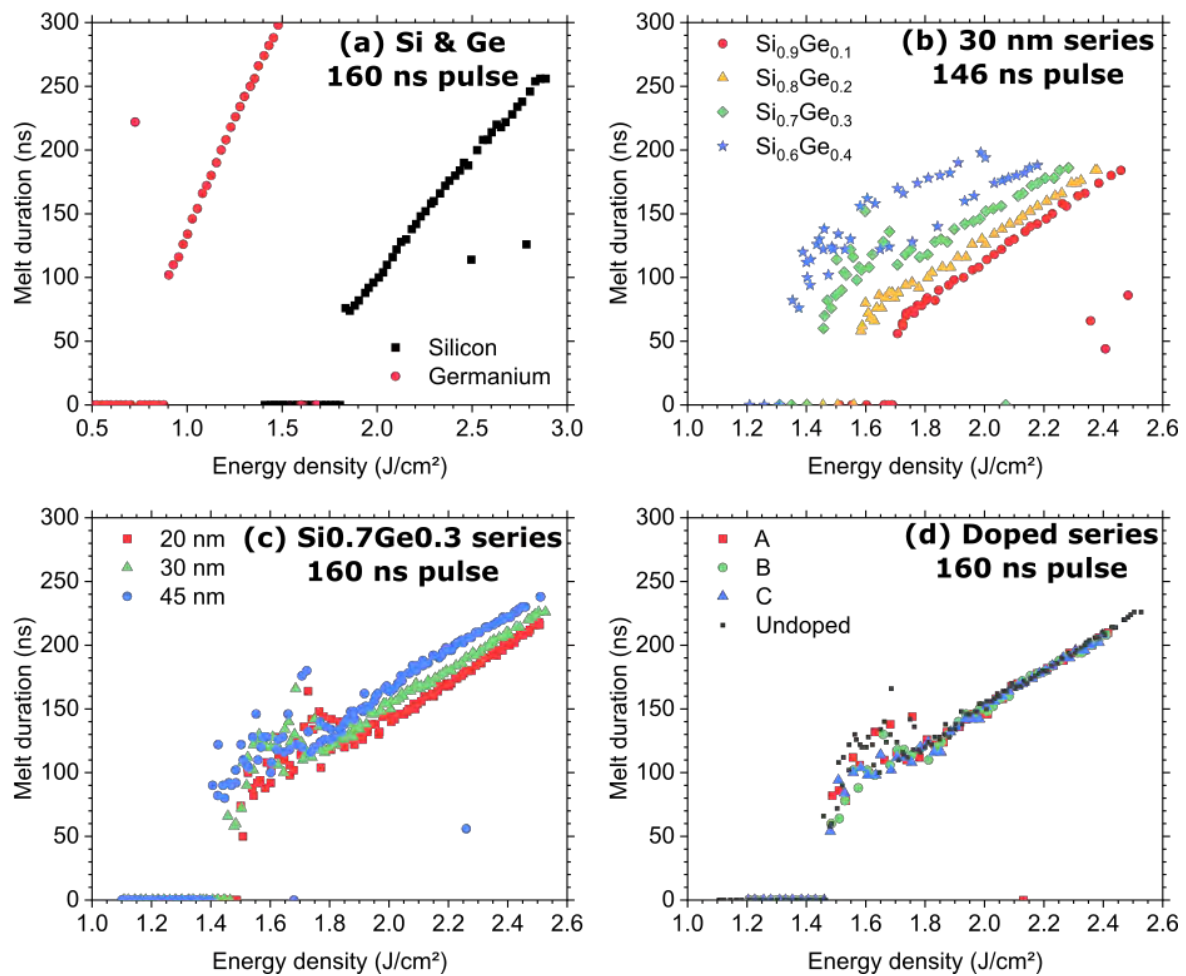 (a) Si & Ge
160 ns pulse
Melt duration (ns)
300
250
200
150
100
50
0
Silicon
Germanium
0.5 1.0 1.5 2.0 2.5 3.0
Energy density (J/cm²)
(b) 30 nm series
146 ns pulse
Si0.9Ge0.1
Si0.8Ge0.2
Si0.7Ge0.3
Si0.6Ge0.4
Melt duration (ns)
300
250
200
150
100
50
0
1.0 1.2 1.4 1.6 1.8 2.0 2.2 2.4 2.6
Energy density (J/cm²)
(c) Si0.7Ge0.3 series
160 ns pulse
20 nm
30 nm
45 nm
Melt duration (ns)
300
250
200
150
100
50
0
1.0 1.2 1.4 1.6 1.8 2.0 2.2 2.4 2.6
Energy density (J/cm²)
(d) Doped series
160 ns pulse
A
B
C
Undoped
Melt duration (ns)
300
250
200
150
100
50
0
1.0 1.2 1.4 1.6 1.8 2.0 2.2 2.4 2.6
Energy density (J/cm²)